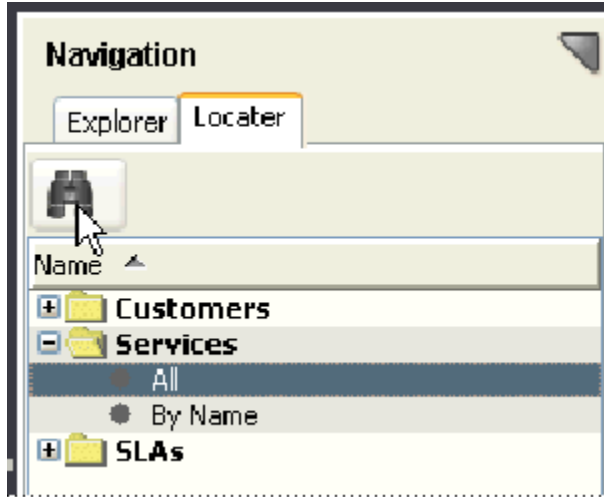 Navigation
Explorer Locater
Name
Customers
Services
All
By Name
SLAs